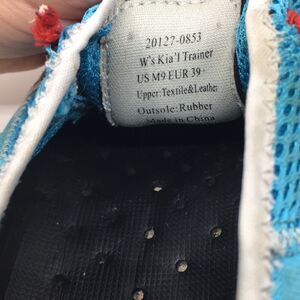 20127-0853
W's Kia'I Trainer
US M9 EUR 39
Upper:Textile&Leather
Outsole:Rubber
Made in China